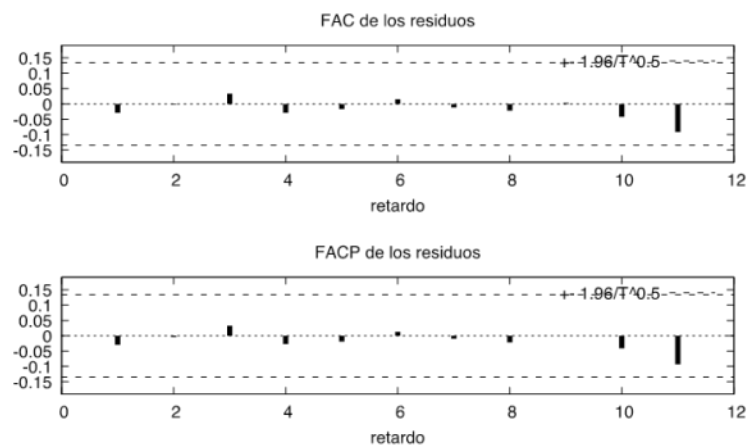 FAC de los residuos
+- 1.96/T^0.5
0.15
0.1
0.05
0
-0.05
-0.1
-0.15
0 2 4 6 8 10 12
retardo
FACP de los residuos
+- 1.96/T^0.5
0.15
0.1
0.05
0
-0.05
-0.1
-0.15
0 2 4 6 8 10 12
retardo